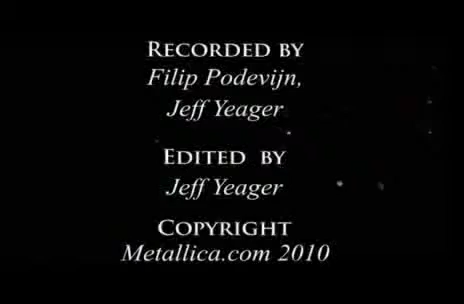 RECORDED BY
Filip Podevijn,
Jeff Yeager
EDITED BY
Jeff Yeager
COPYRIGHT
Metallica.com 2010